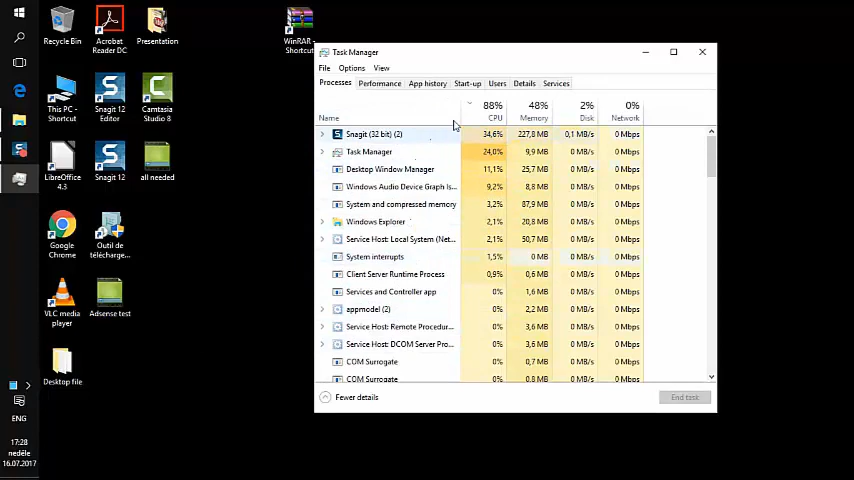 Recycle Bin
Acrobat
Reader DC
Presentation
WinRAR -
Shortcut
This PC -
Shortcut
Snagit 12
Editor
Camtasia
Studio 8
LibreOffice
4.3
Snagit 12
all needed
Google
Chrome
Outil de
télécharge...
VLC media
player
Adsense test
Desktop file
ENG
17:28
neděle
16.07.2017
Task Manager
File Options View
Processes Performance App history Start-up Users Details Services
88% 48% 2% 0%
Name CPU Memory Disk Network
Snagit (32 bit) (2) 34,6% 227,8 MB 0,1 MB/s 0 Mbps
Task Manager 24,0% 9,9 MB 0 MB/s 0 Mbps
Desktop Window Manager 11,1% 25,7 MB 0 MB/s 0 Mbps
Windows Audio Device Graph Is... 9,2% 8,8 MB 0 MB/s 0 Mbps
System and compressed memory 3,2% 87,9 MB 0 MB/s 0 Mbps
Windows Explorer 2,1% 20,8 MB 0 MB/s 0 Mbps
Service Host: Local System (Net... 2,1% 50,7 MB 0 MB/s 0 Mbps
System interrupts 1,5% 0 MB 0 MB/s 0 Mbps
Client Server Runtime Process 0,9% 0,6 MB 0 MB/s 0 Mbps
Services and Controller app 0% 1,6 MB 0 MB/s 0 Mbps
appmodel (2) 0% 2,2 MB 0 MB/s 0 Mbps
Service Host: Remote Procedur... 0% 3,6 MB 0 MB/s 0 Mbps
Service Host: DCOM Server Pro... 0% 3,6 MB 0 MB/s 0 Mbps
COM Surrogate 0% 0,7 MB 0 MB/s 0 Mbps
COM Surrogate 0% 0,8 MB 0 MB/s 0 Mbps
Fewer details End task